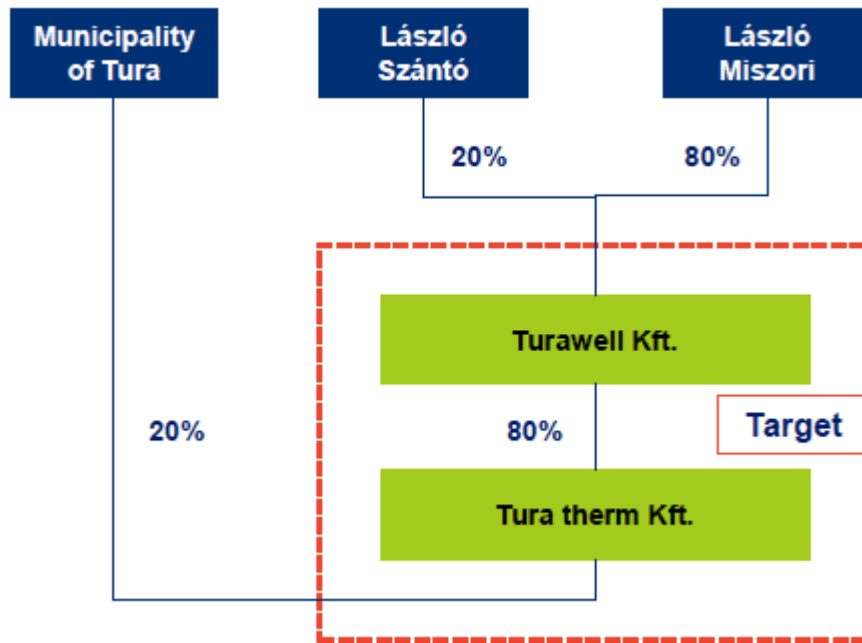 Municipality
of Tura
László
Szántó
László
Miszori
20%
80%
Turawell Kft.
20%
80%
Target
Tura therm Kft.